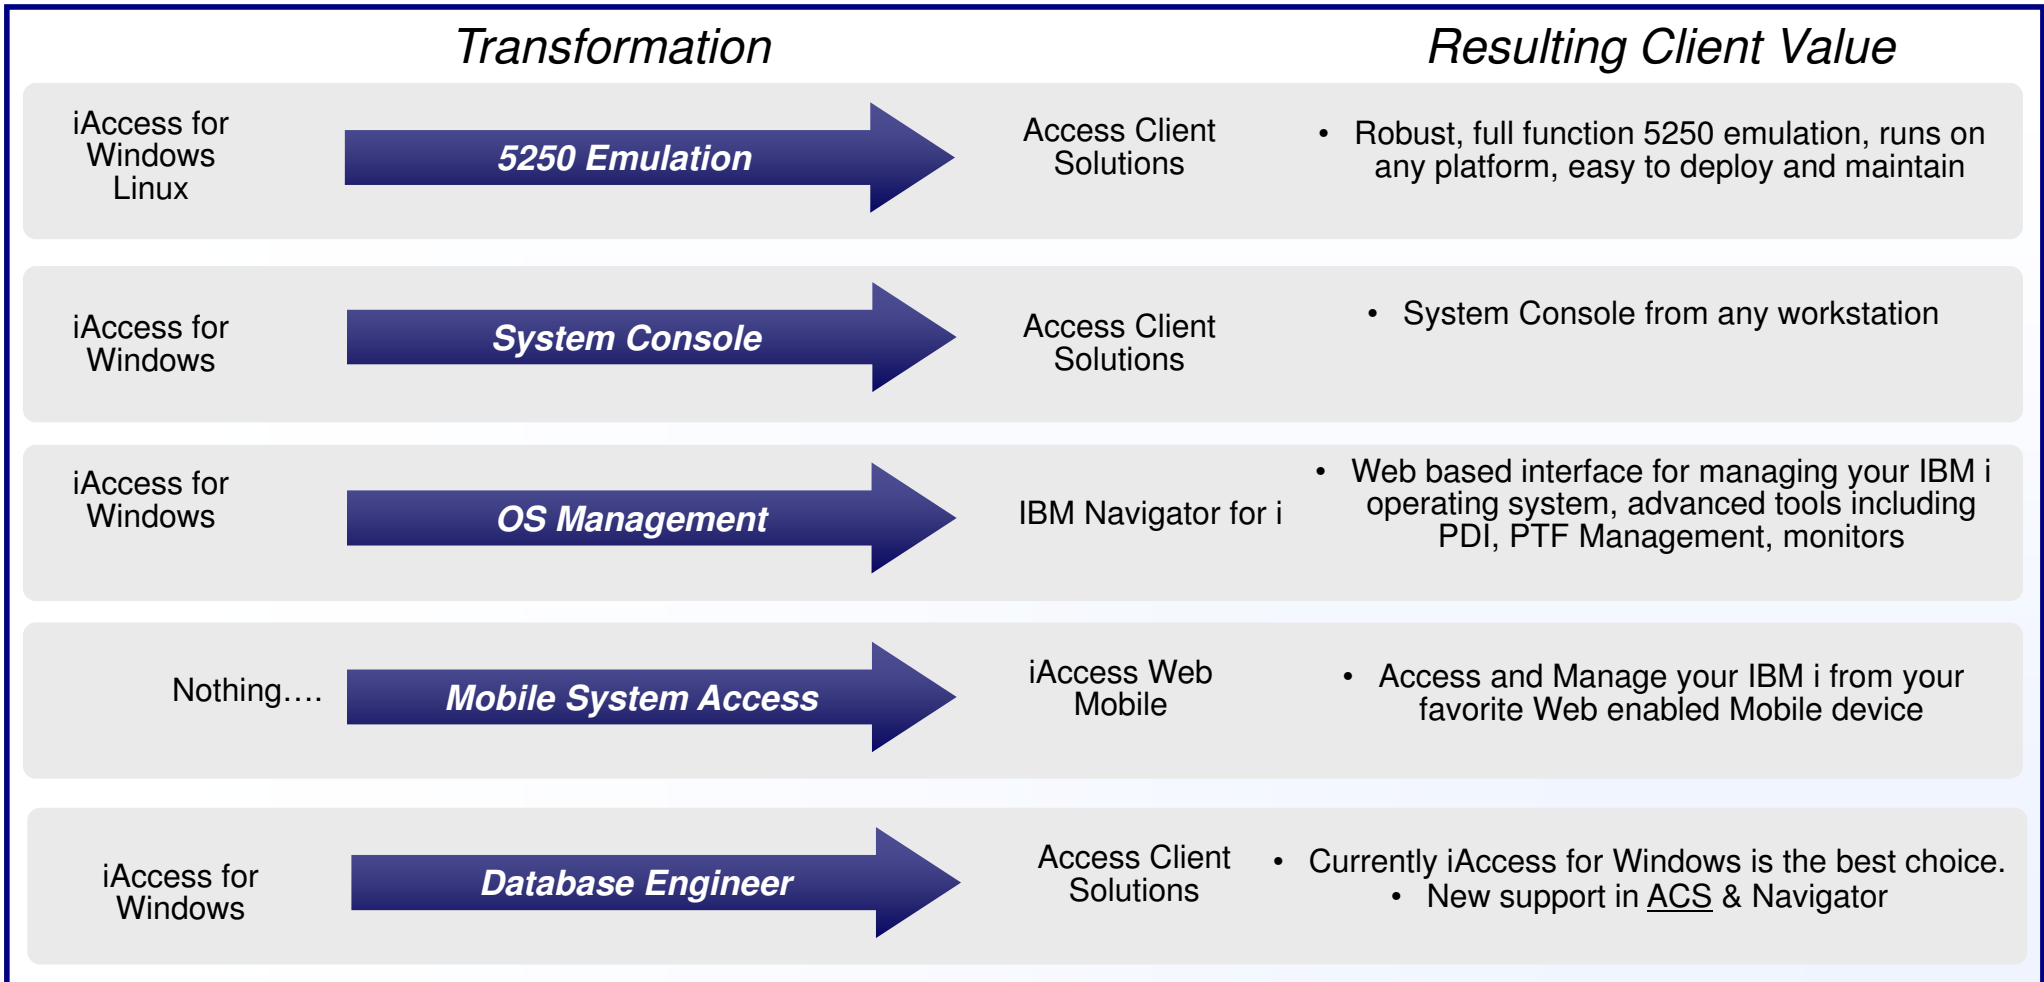 Transformation
Resulting Client Value
iAccess for
Windows
Linux
5250 Emulation
Access Client
Solutions
• Robust, full function 5250 emulation, runs on
any platform, easy to deploy and maintain
iAccess for
Windows
System Console
Access Client
Solutions
• System Console from any workstation
iAccess for
Windows
OS Management
IBM Navigator for i
• Web based interface for managing your IBM i
operating system, advanced tools including
PDI, PTF Management, monitors
Nothing….
Mobile System Access
iAccess Web
Mobile
• Access and Manage your IBM i from your
favorite Web enabled Mobile device
iAccess for
Windows
Database Engineer
Access Client
Solutions
• Currently iAccess for Windows is the best choice.
• New support in ACS & Navigator